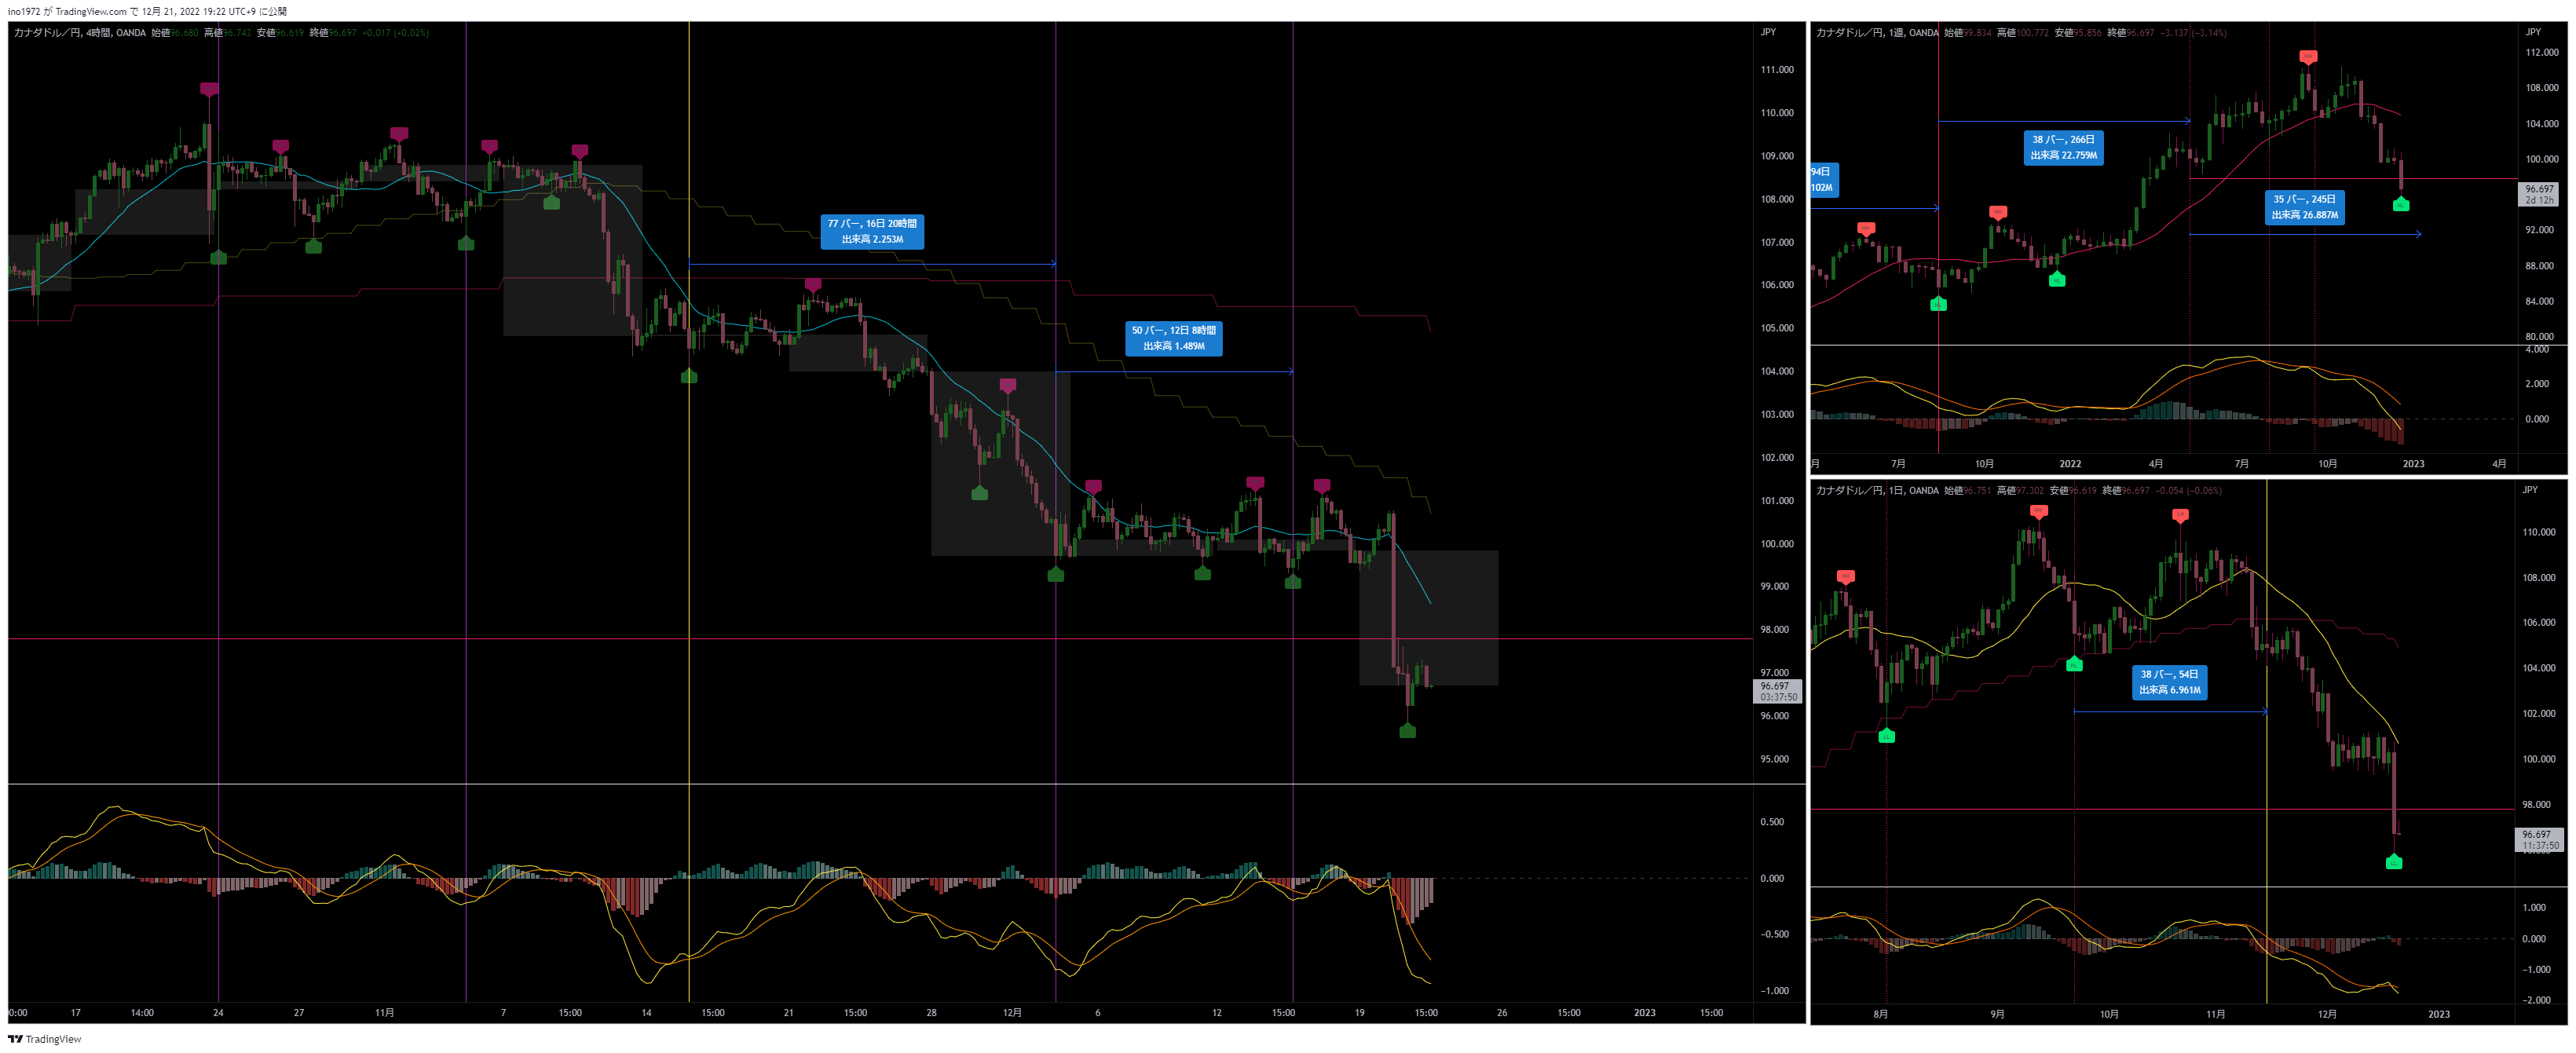 ino1972 が TradingView.com で 12月 21, 2022 19:22 UTC+9 に公開
カナダドル／円, 4時間, OANDA 始値96.680 高値96.743 安値96.619 終値96.697 +0.017 (+0.02%)
JPY
111.000
110.000
109.000
108.000
107.000
106.000
105.000
104.000
103.000
102.000
101.000
100.000
99.000
98.000
97.000
96.697
03:37:50
96.000
95.000
77 バー, 16日 20時間
出来高 2.253M
50 バー, 12日 8時間
出来高 1.489M
0.500
0.000
-0.500
-1.000
0:00 17 14:00 24 27 11月 7 15:00 14 15:00 21 15:00 28 12月 6 12 15:00 19 15:00 26 15:00 2023 15:00
カナダドル／円, 1週, OANDA 始値99.834 高値100.772 安値95.856 終値96.697 -3.137 (-3.14%)
JPY
112.000
108.000
104.000
100.000
96.697
2d 12h
92.000
88.000
84.000
80.000
94日
102M
38 バー, 266日
出来高 22.759M
35 バー, 245日
出来高 26.887M
4.000
2.000
0.000
月 7月 10月 2022 4月 7月 10月 2023 4月
カナダドル／円, 1日, OANDA 始値96.751 高値97.302 安値96.619 終値96.697 -0.054 (-0.06%)
JPY
110.000
108.000
106.000
104.000
102.000
100.000
98.000
96.697
11:37:50
38 バー, 54日
出来高 6.961M
1.000
0.000
-1.000
-2.000
8月 9月 10月 11月 12月 2023
TradingView